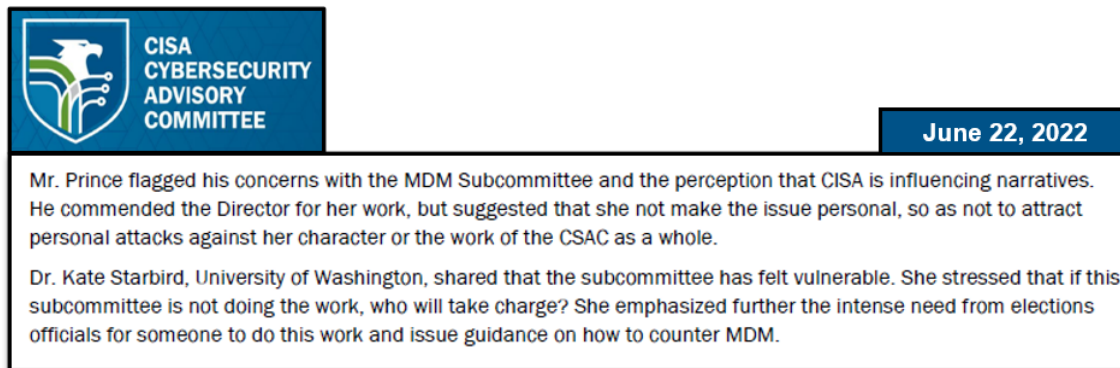 CISA
CYBERSECURITY
ADVISORY
COMMITTEE
June 22, 2022
Mr. Prince flagged his concerns with the MDM Subcommittee and the perception that CISA is influencing narratives.
He commended the Director for her work, but suggested that she not make the issue personal, so as not to attract
personal attacks against her character or the work of the CSAC as a whole.
Dr. Kate Starbird, University of Washington, shared that the subcommittee has felt vulnerable. She stressed that if this
subcommittee is not doing the work, who will take charge? She emphasized further the intense need from elections
officials for someone to do this work and issue guidance on how to counter MDM.